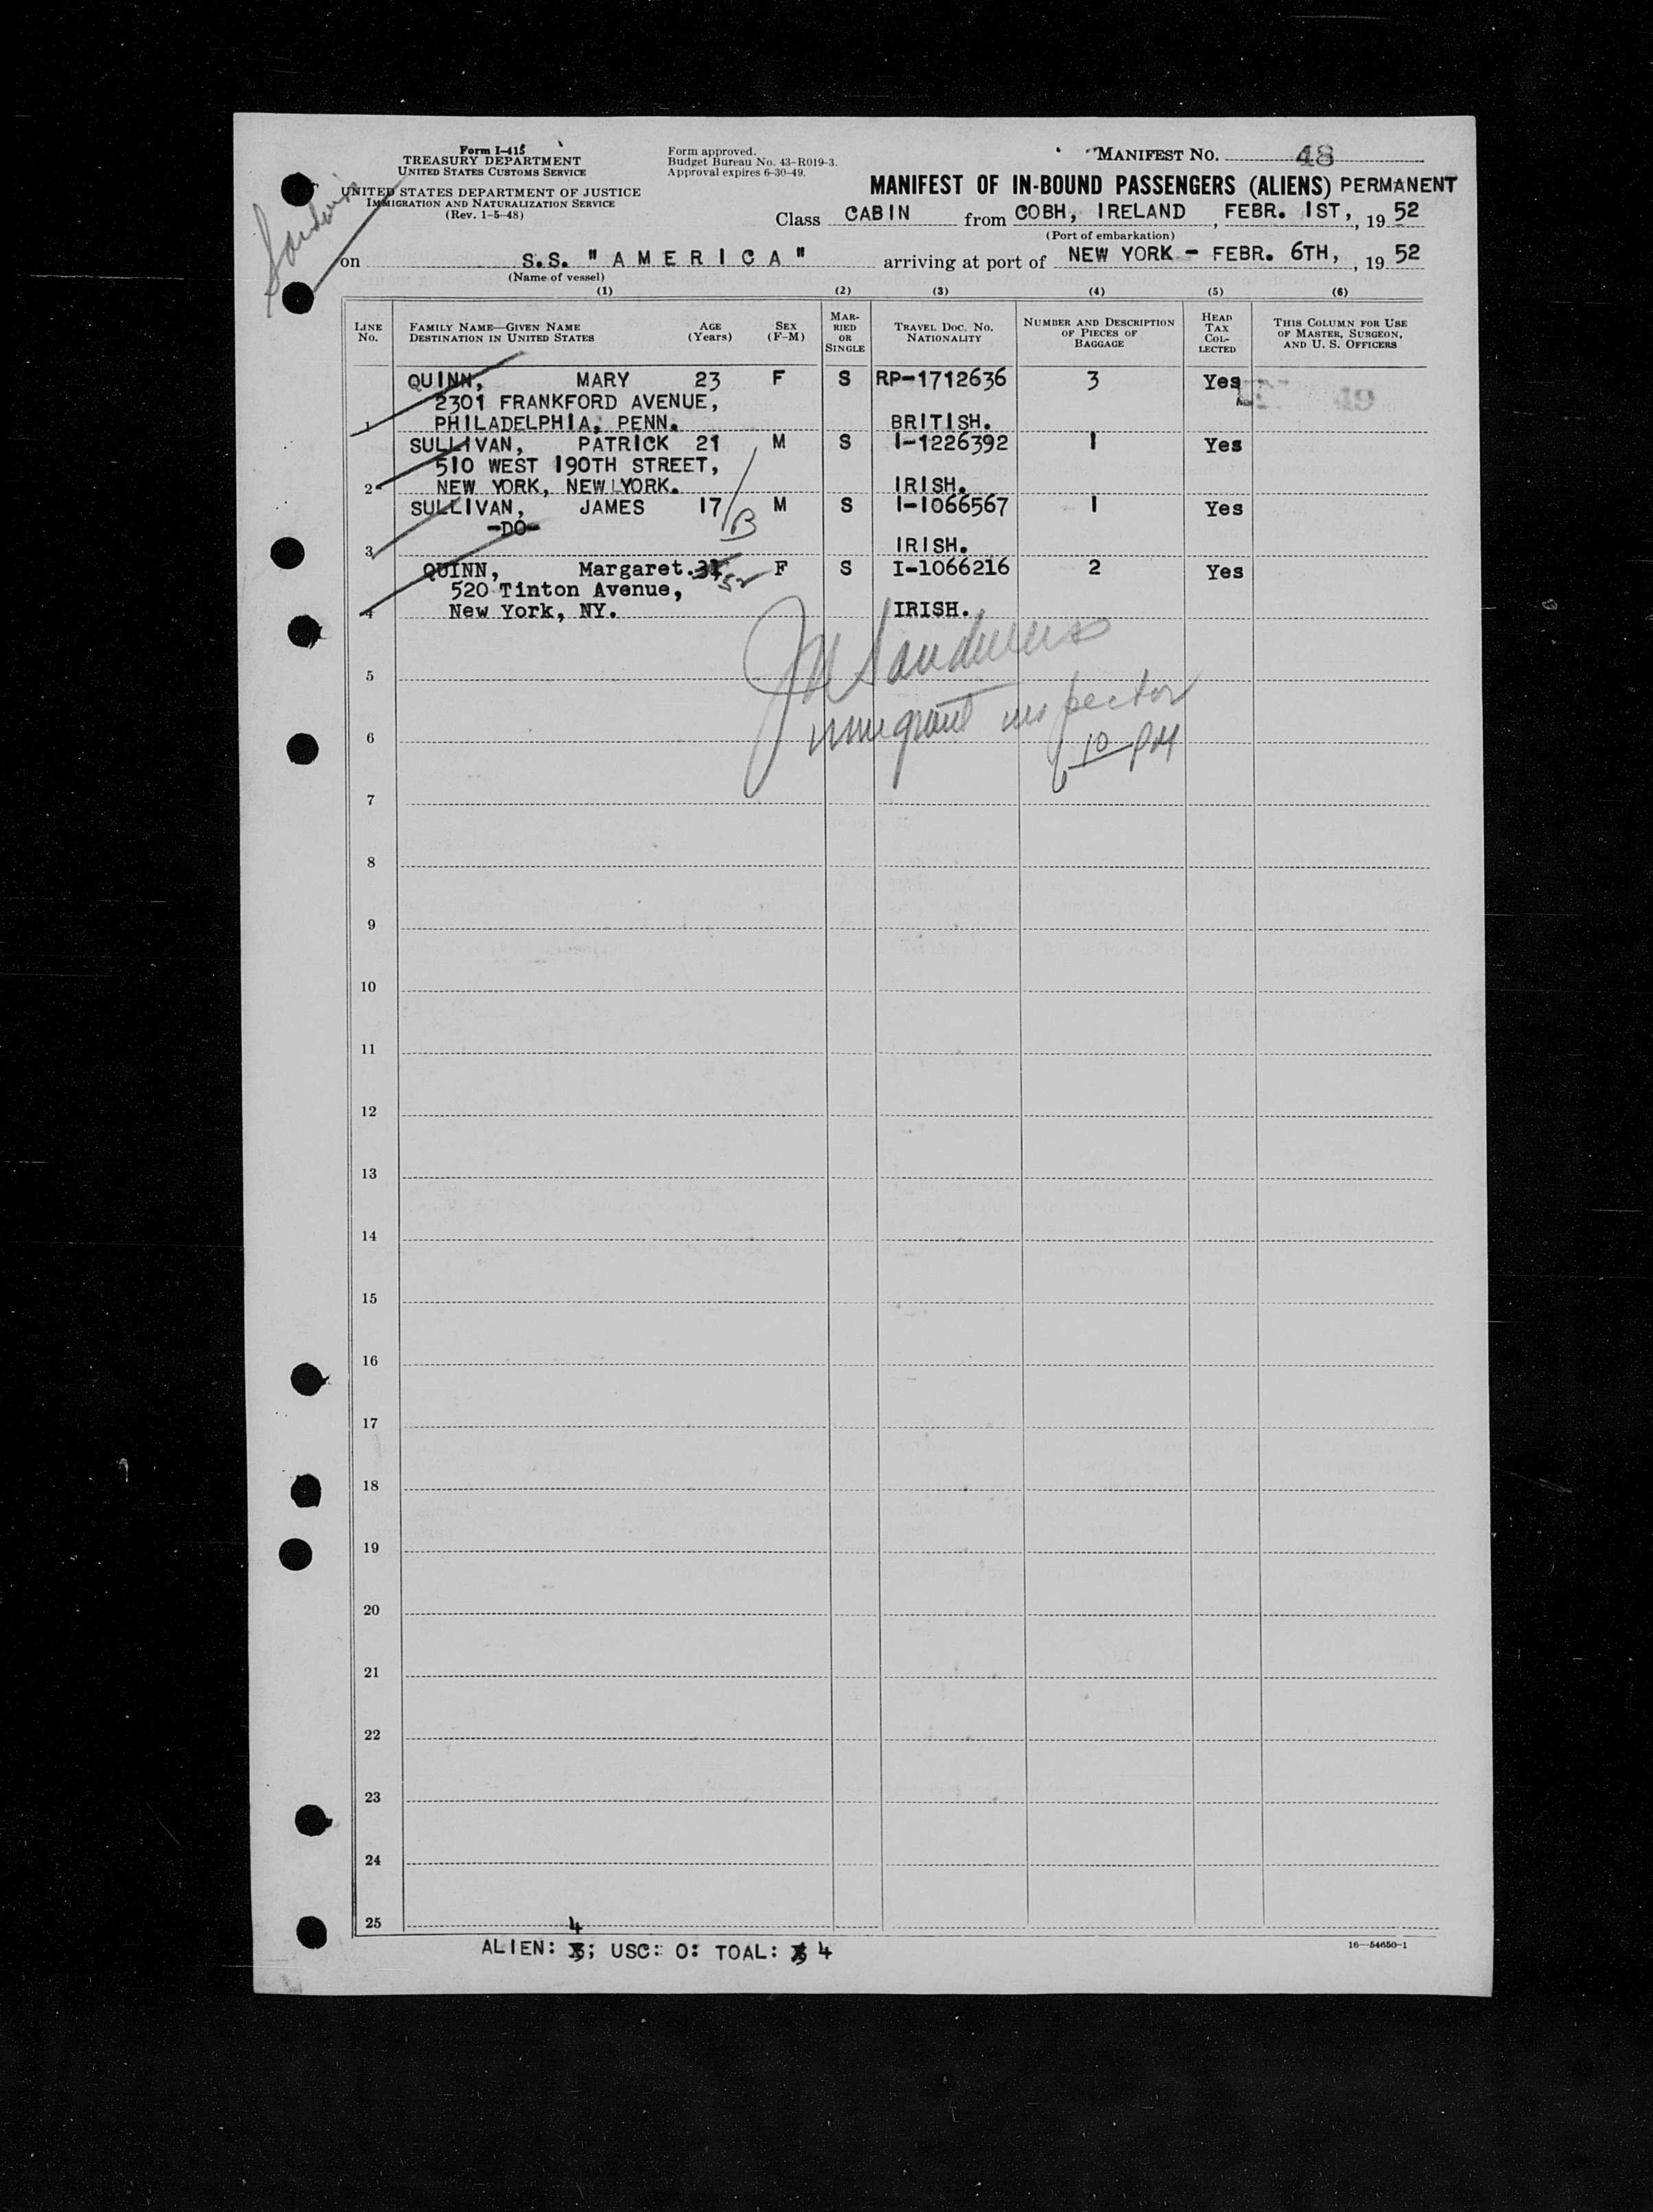 Form I-415
TREASURY DEPARTMENT
UNITED STATES CUSTOMS SERVICE
UNITED STATES DEPARTMENT OF JUSTICE
IMMIGRATION AND NATURALIZATION SERVICE
(Rev. 1-5-48)
Form approved.
Budget Bureau No. 43-R019-3.
Approval expires 6-30-49.
MANIFEST NO. 48
MANIFEST OF IN-BOUND PASSENGERS (ALIENS) PERMANENT
Class CABIN from COBH, IRELAND, FEBR. 1ST, , 19 52
(Port of embarkation)
on S.S. "AMERICA" arriving at port of NEW YORK - FEBR. 6TH, , 19 52
(Name of vessel)
(1) (2) (3) (4) (5) (6)
LINE NO. FAMILY NAME—GIVEN NAME DESTINATION IN UNITED STATES AGE (Years) SEX (F-M) MARRIED OR SINGLE TRAVEL DOC. NO. NATIONALITY NUMBER AND DESCRIPTION OF PIECES OF BAGGAGE HEAD TAX COLLECTED THIS COLUMN FOR USE OF MASTER, SURGEON, AND U. S. OFFICERS
QUINN, MARY 23 F S RP-1712636 3 Yes
2301 FRANKFORD AVENUE,
1 PHILADELPHIA, PENN. BRITISH.
SULLIVAN, PATRICK 21 M S I-1226392 1 Yes
510 WEST 190TH STREET,
2 NEW YORK, NEW YORK. IRISH.
SULLIVAN, JAMES 17 M S I-1066567 1 Yes
-DO- B
3 IRISH.
QUINN, Margaret. F S I-1066216 2 Yes
520 Tinton Avenue,
4 New York, NY. IRISH.
5
immigrant inspector
6
10 PM
7
8
9
10
11
12
13
14
15
16
17
18
19
20
21
22
23
24
25
4
ALIEN: 3; USC: 0: TOAL: 3 4
16—54650-1